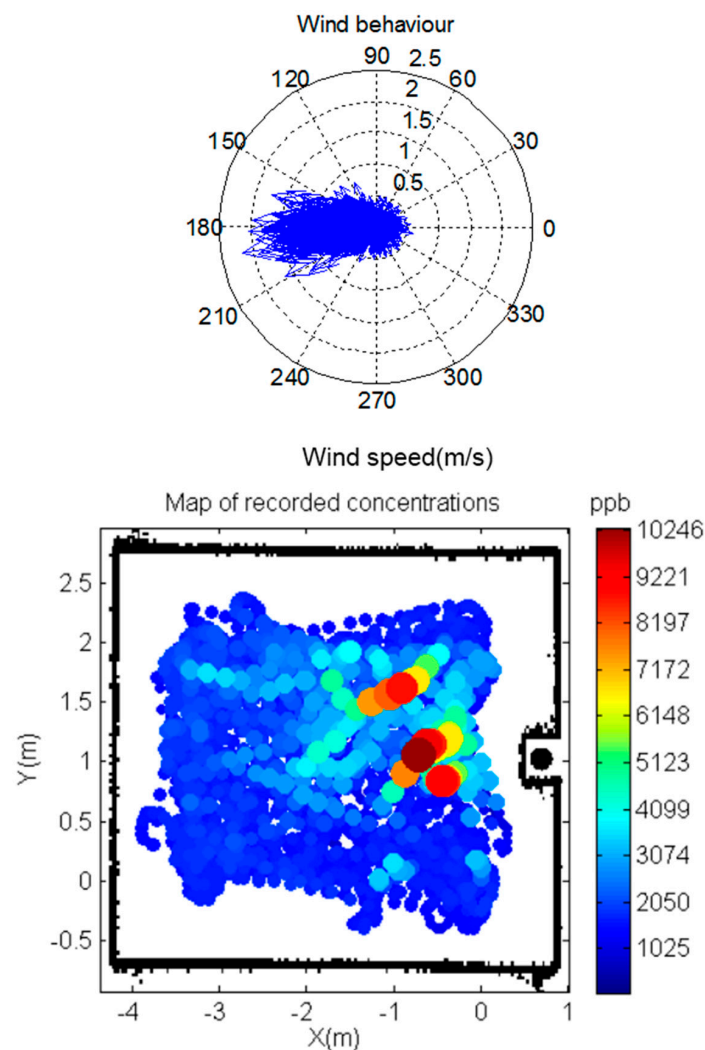 Wind behaviour
90 2.5
120 2 60
1.5
150 1 30
0.5
180 0
210 330
240 300
270
Wind speed(m/s)
Map of recorded concentrations ppb
10246
2.5 9221
2 8197
7172
1.5 6148
Y(m) 1 5123
4099
0.5 3074
0 2050
-0.5 1025
-4 -3 -2 -1 0 1
X(m)